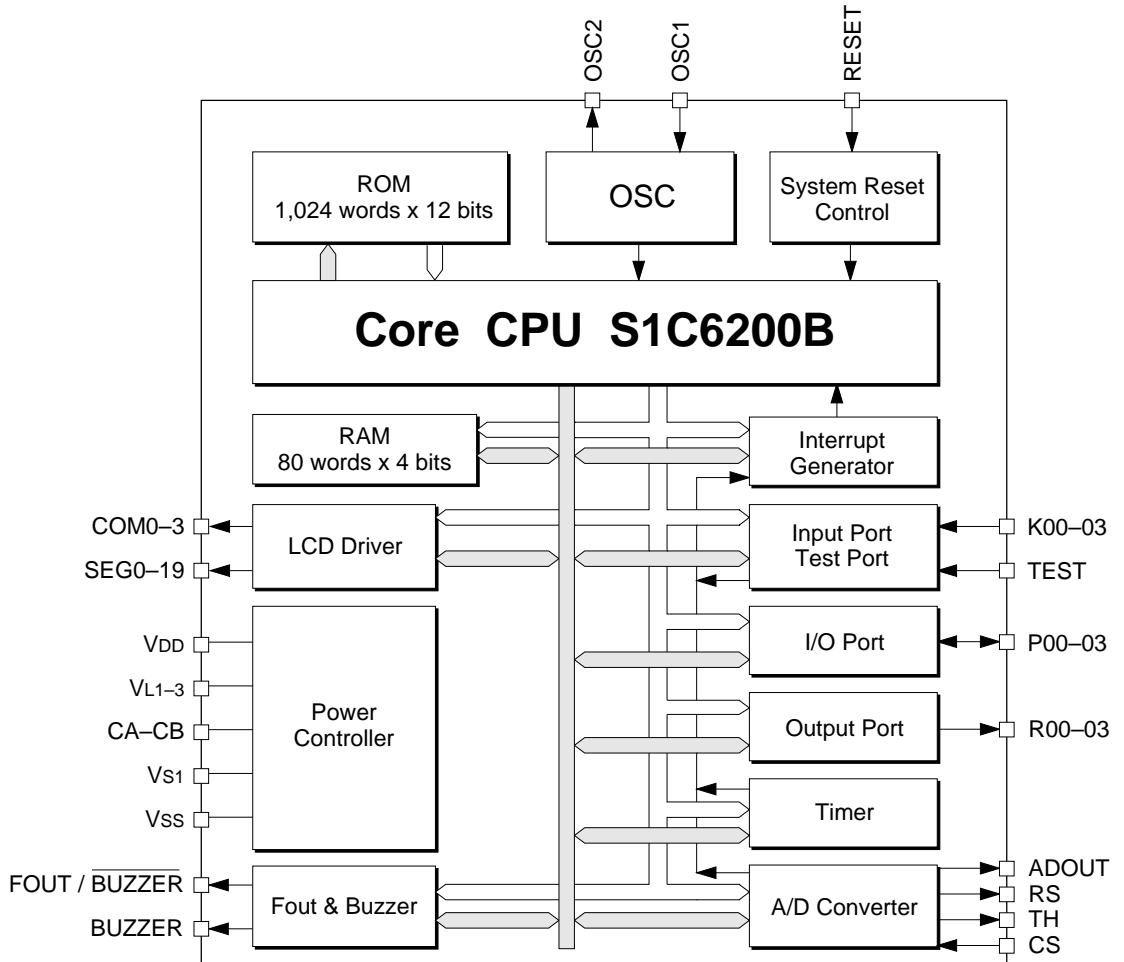 OSC2
OSC1
RESET
ROM
1,024 words x 12 bits
OSC
System Reset
Control
Core CPU S1C6200B
RAM
80 words x 4 bits
Interrupt
Generator
COM0–3
SEG0–19
LCD Driver
Input Port
Test Port
K00–03
TEST
VDD
VL1–3
CA–CB
VS1
VSS
Power
Controller
I/O Port
P00–03
Output Port
R00–03
Timer
FOUT / BUZZER
BUZZER
Fout & Buzzer
A/D Converter
ADOUT
RS
TH
CS